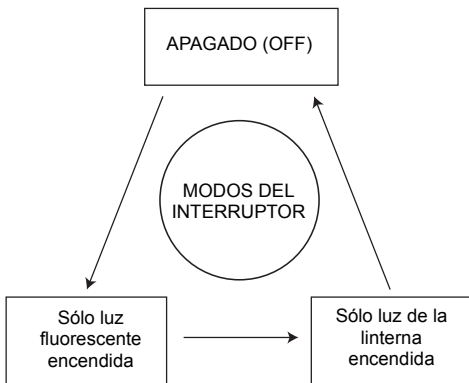 APAGADO (OFF)
MODOS DEL
INTERRUPTOR
Sólo luz
fluorescente
encendida
Sólo luz de la
linterna
encendida